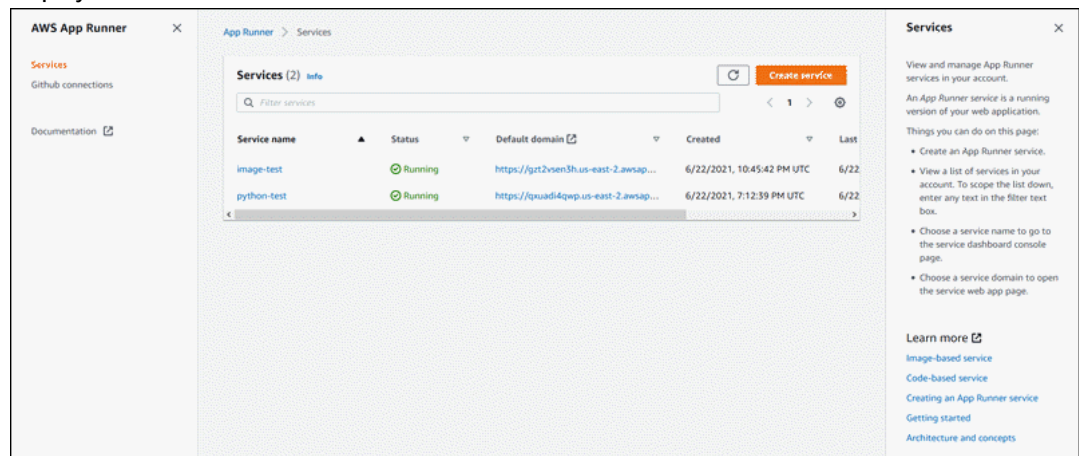 AWS App Runner
Services
Github connections
Documentation
App Runner > Services
Services (2) Info
Create service
Filter services
< 1 >
Service name Status Default domain Created Last
image-test Running https://gzt2vsen3h.us-east-2.awsap... 6/22/2021, 10:45:42 PM UTC 6/22
python-test Running https://qxuadi4qwp.us-east-2.awsap... 6/22/2021, 7:12:39 PM UTC 6/22
Services
View and manage App Runner
services in your account.
An App Runner service is a running
version of your web application.
Things you can do on this page:
• Create an App Runner service.
• View a list of services in your
account. To scope the list down,
enter any text in the filter text
box.
• Choose a service name to go to
the service dashboard console
page.
• Choose a service domain to open
the service web app page.
Learn more
Image-based service
Code-based service
Creating an App Runner service
Getting started
Architecture and concepts